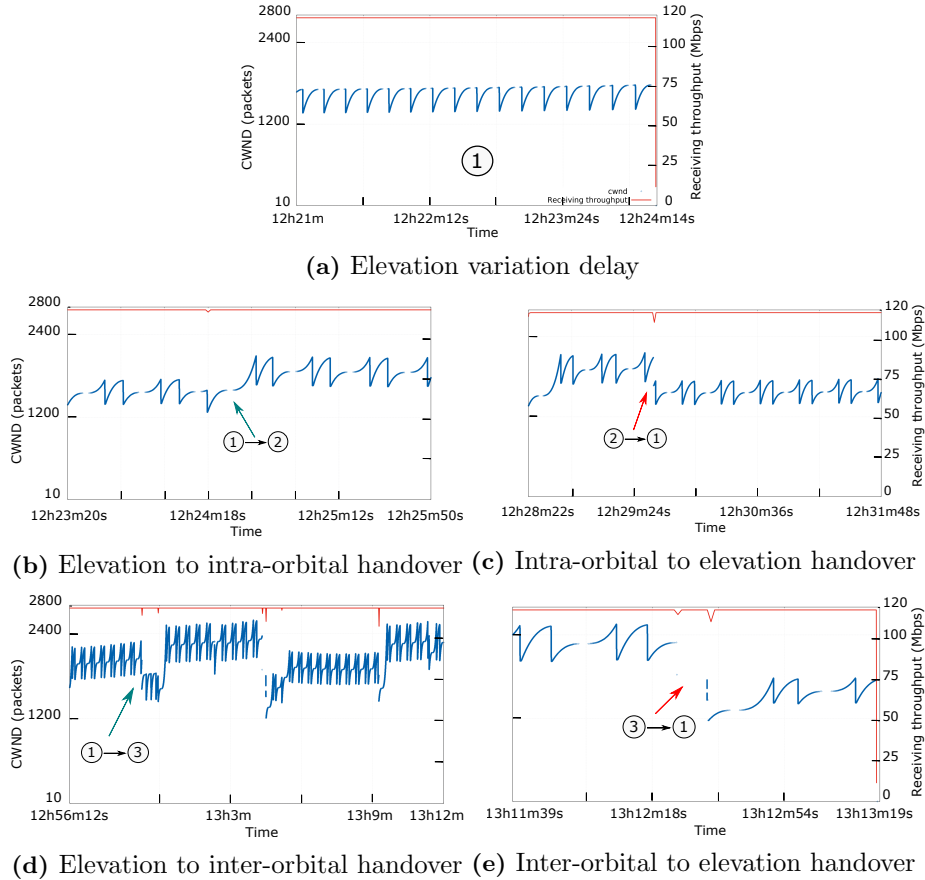 2800
2400
1200
10
CWND (packets)
120
100
75
50
25
0
Receiving throughput (Mbps)
1
cwnd
Receiving throughput
12h21m 12h22m12s 12h23m24s 12h24m14s
Time
(a) Elevation variation delay
2800
2400
1200
10
CWND (packets)
1 2
12h23m20s 12h24m18s 12h25m12s 12h25m50s
Time
(b) Elevation to intra-orbital handover
120
100
75
50
25
0
Receiving throughput (Mbps)
2 1
12h28m22s 12h29m24s 12h30m36s 12h31m48s
Time
(c) Intra-orbital to elevation handover
2800
2400
1200
10
CWND (packets)
1 3
12h56m12s 13h3m 13h9m 13h12m
Time
(d) Elevation to inter-orbital handover
120
100
75
50
25
0
Receiving throughput (Mbps)
3 1
13h11m39s 13h12m18s 13h12m54s 13h13m19s
Time
(e) Inter-orbital to elevation handover